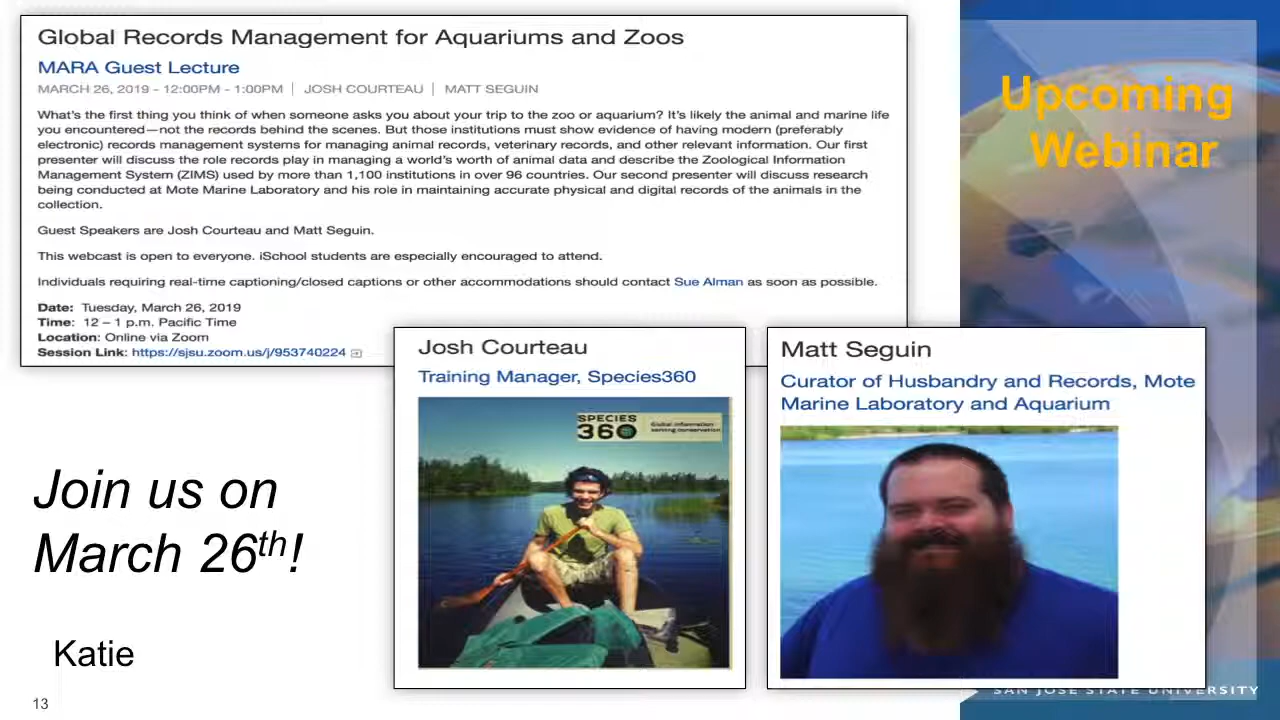 Global Records Management for Aquariums and Zoos
MARA Guest Lecture
MARCH 26, 2019 - 12:00PM - 1:00PM | JOSH COURTEAU | MATT SEGUIN
What's the first thing you think of when someone asks you about your trip to the zoo or aquarium? It's likely the animal and marine life
you encountered—not the records behind the scenes. But those institutions must show evidence of having modern (preferably
electronic) records management systems for managing animal records, veterinary records, and other relevant information. Our first
presenter will discuss the role records play in managing a world's worth of animal data and describe the Zoological Information
Management System (ZIMS) used by more than 1,100 institutions in over 96 countries. Our second presenter will discuss research
being conducted at Mote Marine Laboratory and his role in maintaining accurate physical and digital records of the animals in the
collection.
Guest Speakers are Josh Courteau and Matt Seguin.
This webcast is open to everyone. iSchool students are especially encouraged to attend.
Individuals requiring real-time captioning/closed captions or other accommodations should contact Sue Alman as soon as possible.
Date: Tuesday, March 26, 2019
Time: 12 – 1 p.m. Pacific Time
Location: Online via Zoom
Session Link: https://sjsu.zoom.us/j/953740224
Upcoming
Webinar
Josh Courteau
Training Manager, Species360
SPECIES
360
Global information
serving conservation
Matt Seguin
Curator of Husbandry and Records, Mote
Marine Laboratory and Aquarium
Join us on
March 26th!
Katie
13
SAN JOSE STATE UNIVERSITY